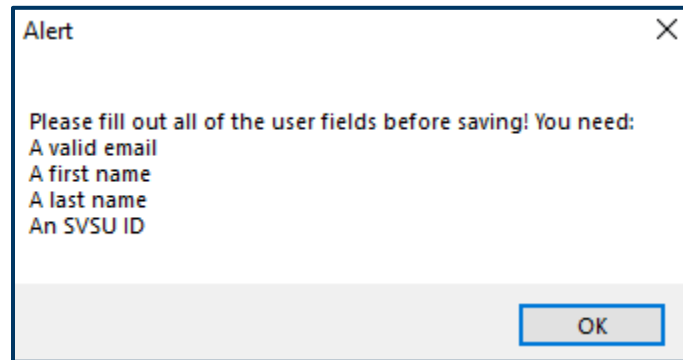 Alert
Please fill out all of the user fields before saving! You need:
A valid email
A first name
A last name
An SVSU ID
OK